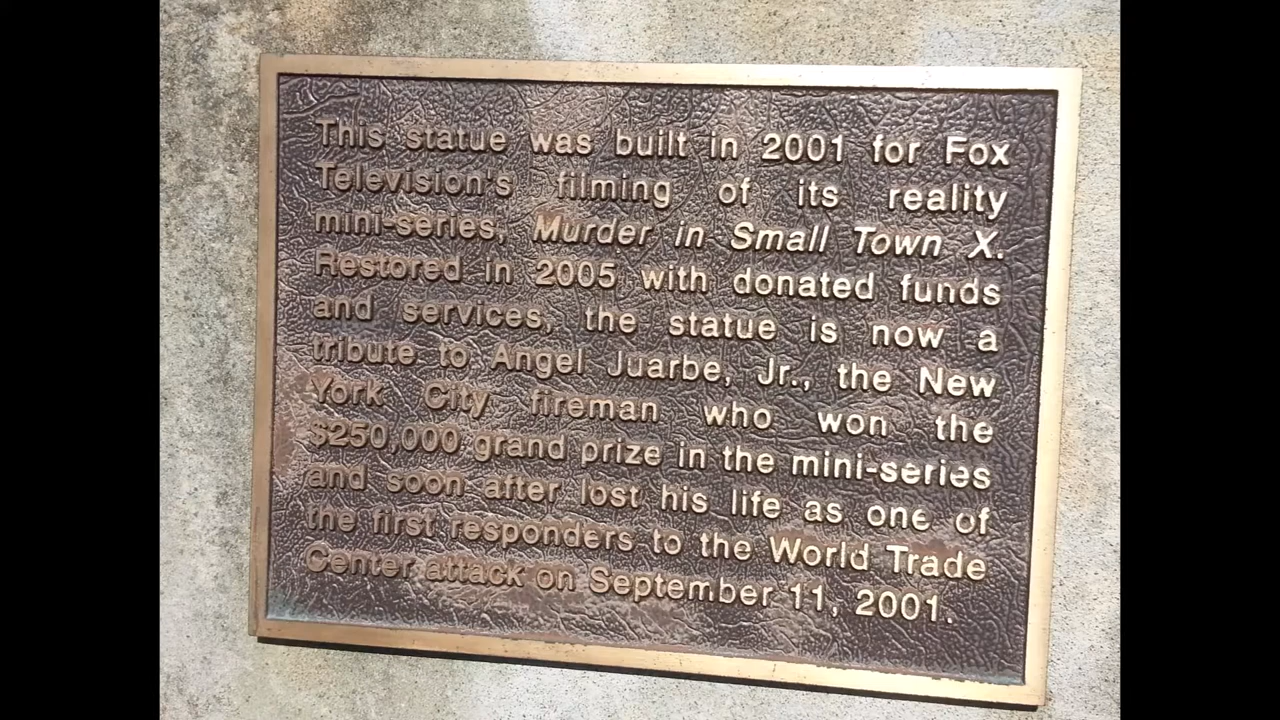 This statue was built in 2001 for Fox
Television's filming of its reality
mini-series, Murder in Small Town X.
Restored in 2005 with donated funds
and services, the statue is now a
tribute to Angel Juarbe, Jr., the New
York City fireman who won the
$250,000 grand prize in the mini-series
and soon after lost his life as one of
the first responders to the World Trade
Center attack on September 11, 2001.